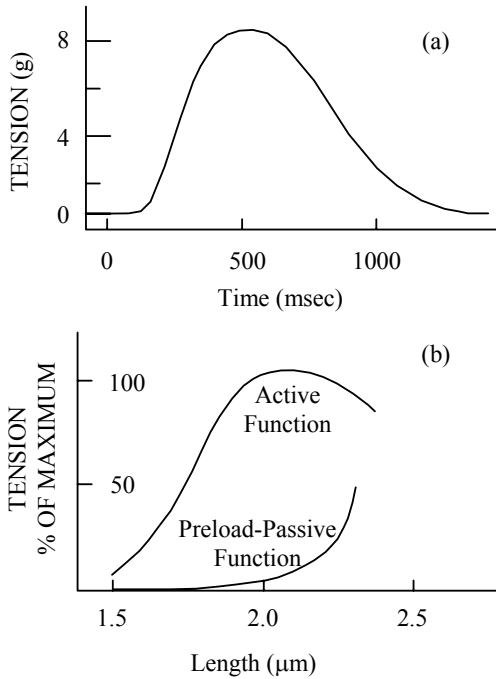 (a)
TENSION (g)
8
4
0
0
500
1000
Time (msec)
(b)
TENSION
% OF MAXIMUM
100
50
Active
Function
Preload-Passive
Function
1.5
2.0
2.5
Length (μm)